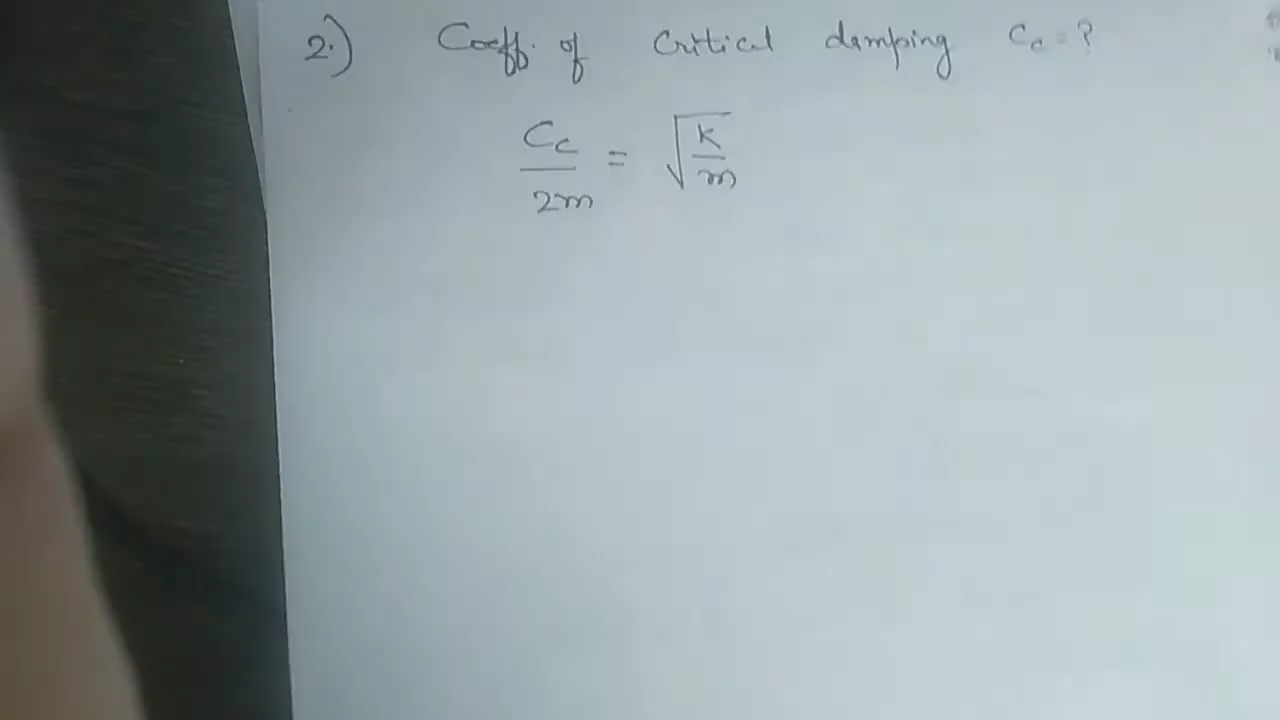 2.) Coeff. of Critical damping Cc = ?
Cc / 2m = √(K/m)